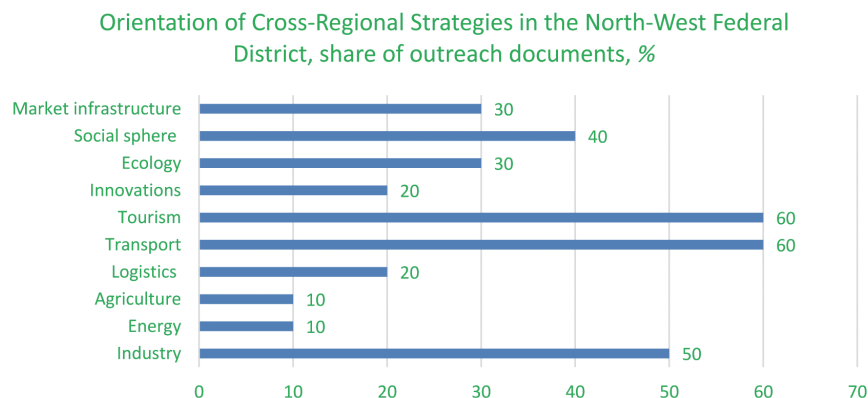 Orientation of Cross-Regional Strategies in the North-West Federal
District, share of outreach documents, %
Market infrastructure 30
Social sphere 40
Ecology 30
Innovations 20
Tourism 60
Transport 60
Logistics 20
Agriculture 10
Energy 10
Industry 50
0 10 20 30 40 50 60 70